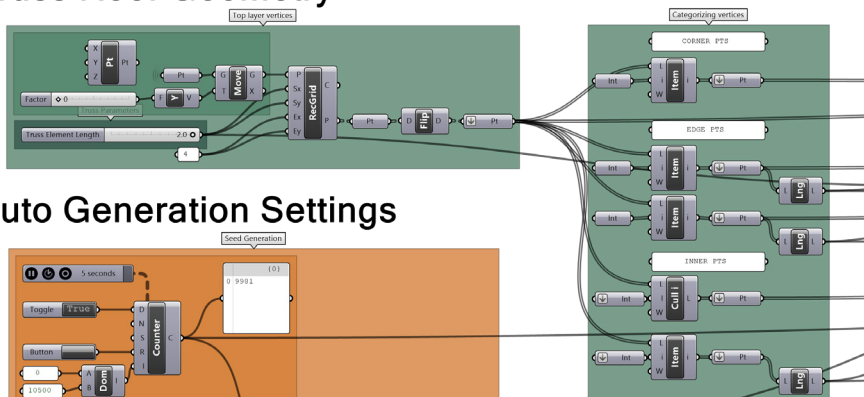 Top layer vertices
X
Y
Z
Pt
Pt
Pt
G
T
Move
G
X
Factor
0
F
Y
V
Truss Parameters
Truss Element Length
2.0
4
P
Sx
Sy
Ex
Ey
RecGrid
C
P
Pt
D
Flip
D
Pt
Categorizing vertices
CORNER PTS
Int
L
i
W
Item
i
Pt
EDGE PTS
Int
L
i
W
Item
i
Pt
L
Lng
L
Int
L
i
W
Item
i
Pt
L
Lng
L
INNER PTS
Int
L
I
W
Cull i
L
Pt
Int
L
i
W
Item
i
Pt
L
Lng
L
uto Generation Settings
Seed Generation
5 seconds
Toggle
True
Button
0
10500
A
B
Dom
I
D
N
S
R
I
Counter
C
{0}
0 9981